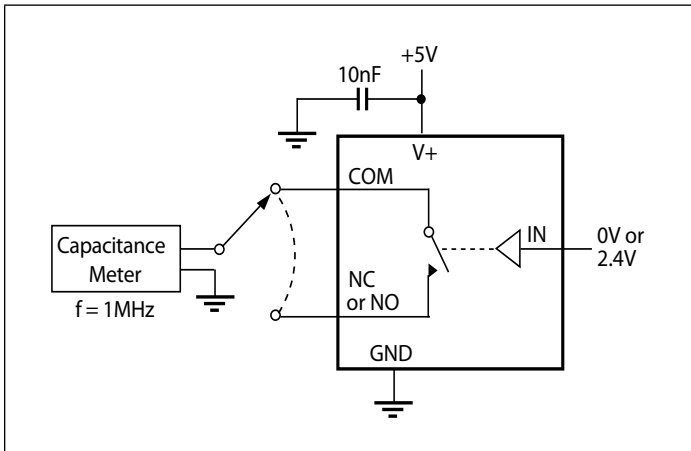 +5V
10nF
V+
COM
Capacitance
Meter
f = 1MHz
IN
0V or
2.4V
NC
or NO
GND